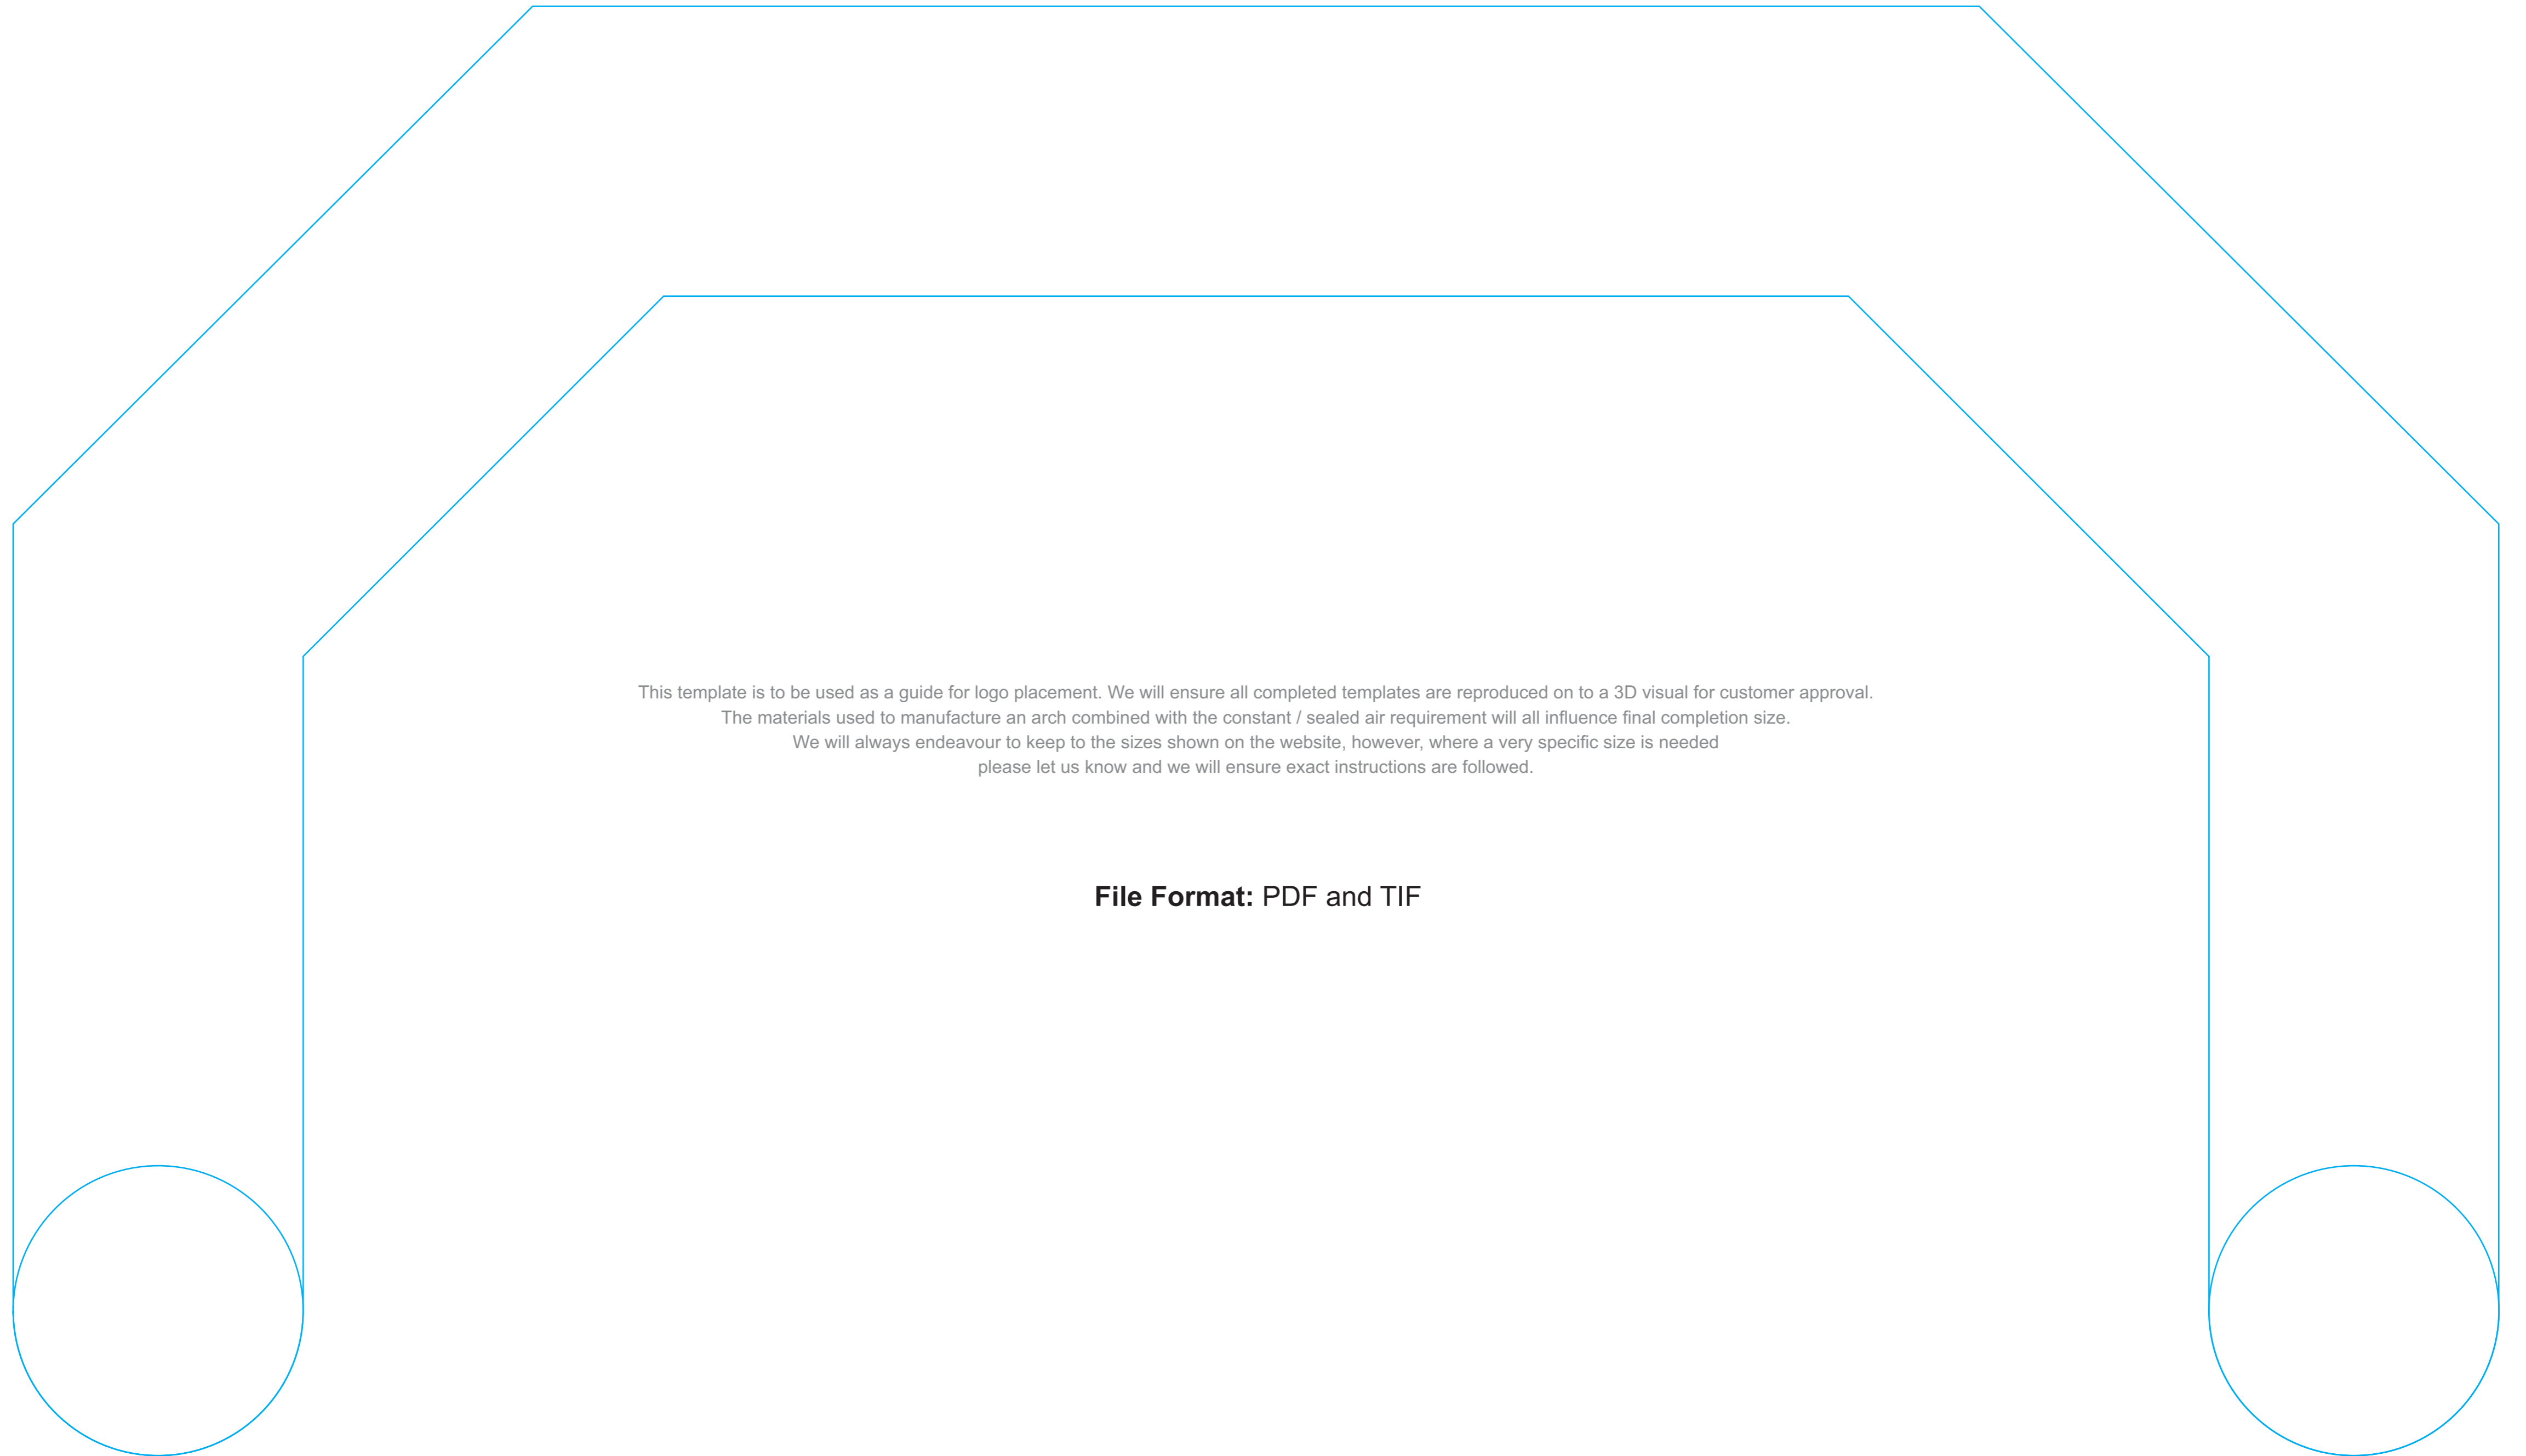 This template is to be used as a guide for logo placement. We will ensure all completed templates are reproduced on to a 3D visual for customer approval.
The materials used to manufacture an arch combined with the constant / sealed air requirement will all influence final completion size.
We will always endeavour to keep to the sizes shown on the website, however, where a very specific size is needed
please let us know and we will ensure exact instructions are followed.
File Format: PDF and TIF